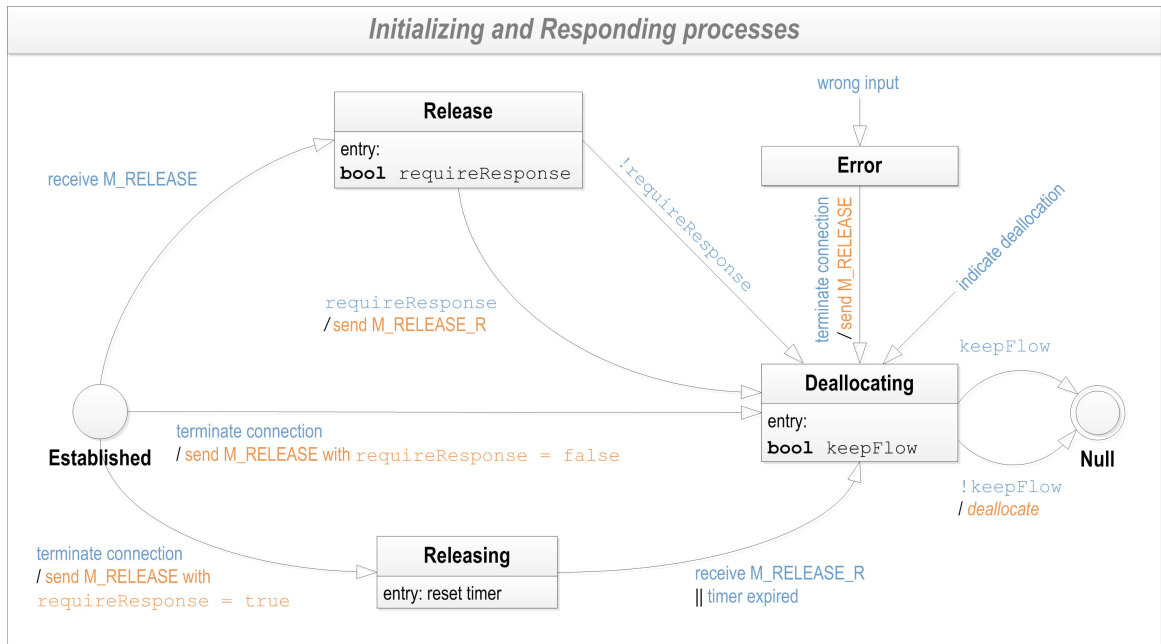 Initializing and Responding processes
wrong input
Release
entry:
bool requireResponse
receive M_RELEASE
!requireResponse
Error
terminate connection
/ send M_RELEASE
indicate deallocation
requireResponse
/ send M_RELEASE_R
keepFlow
Deallocating
entry:
bool keepFlow
Established
terminate connection
/ send M_RELEASE with requireResponse = false
Null
!keepFlow
/ deallocate
terminate connection
/ send M_RELEASE with
requireResponse = true
Releasing
entry: reset timer
receive M_RELEASE_R
|| timer expired